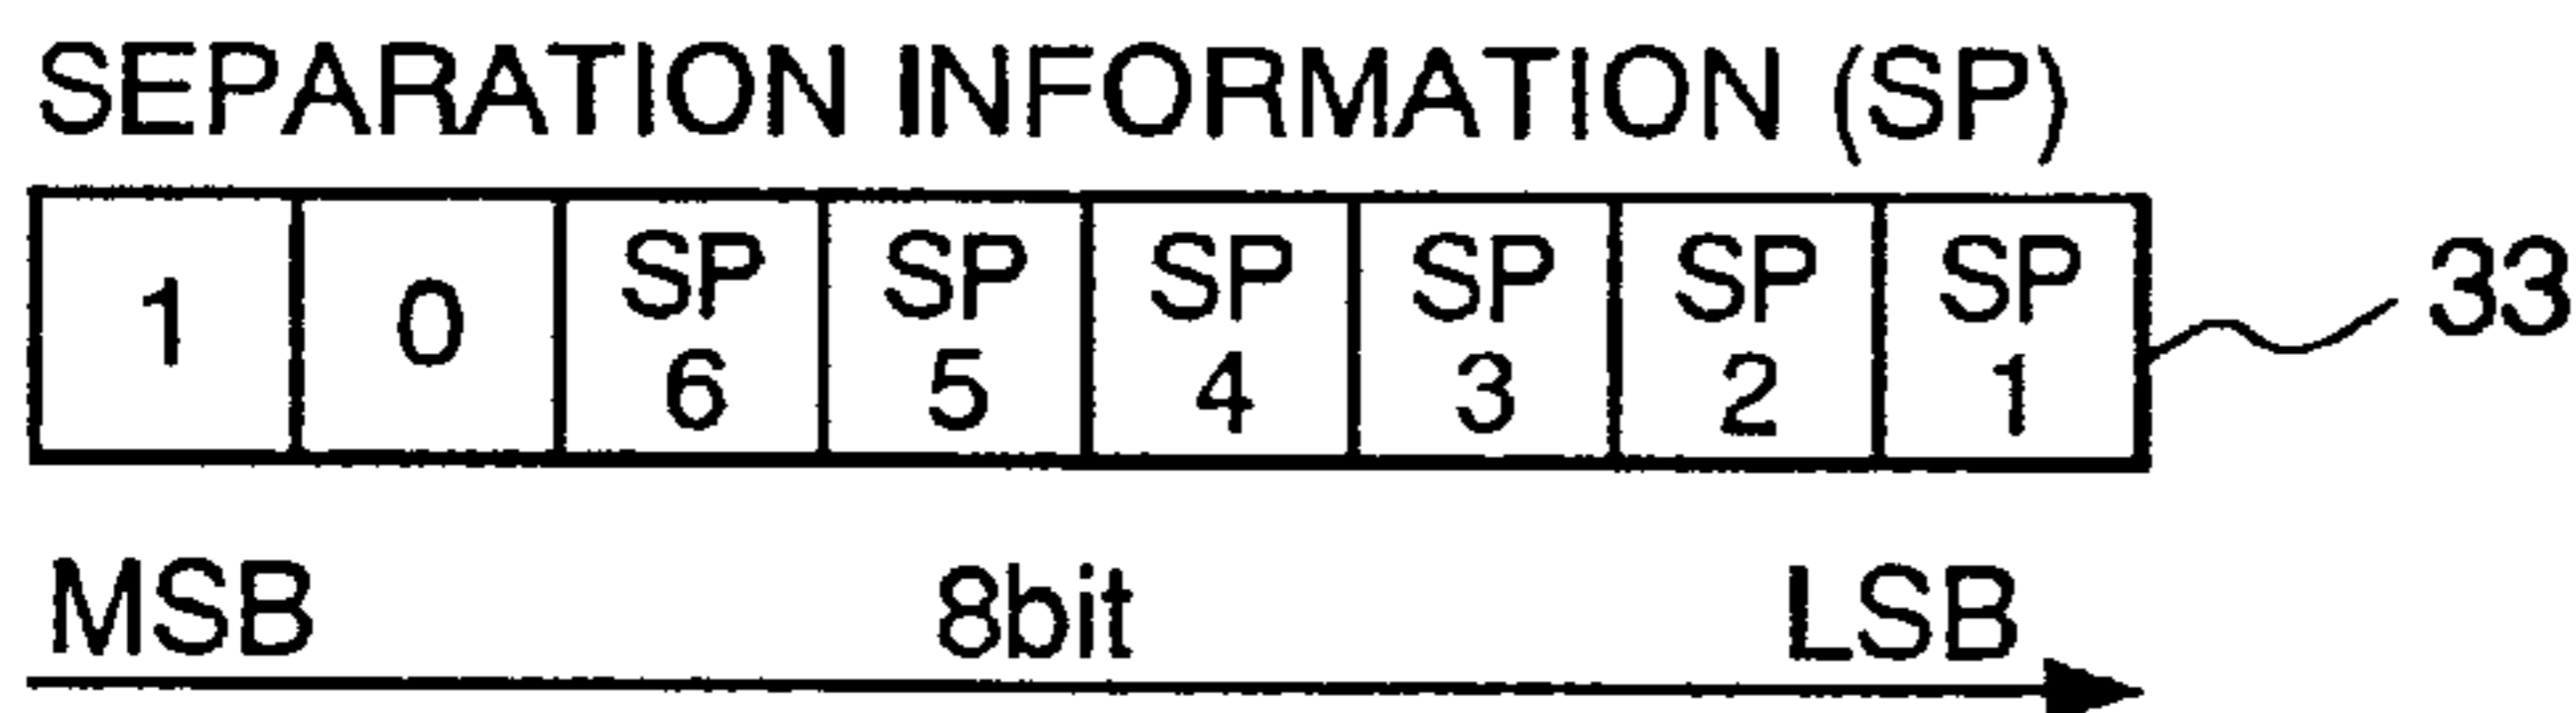 SEPARATION INFORMATION (SP)
1 0 SP 6 SP 5 SP 4 SP 3 SP 2 SP 1 33
MSB 8bit LSB